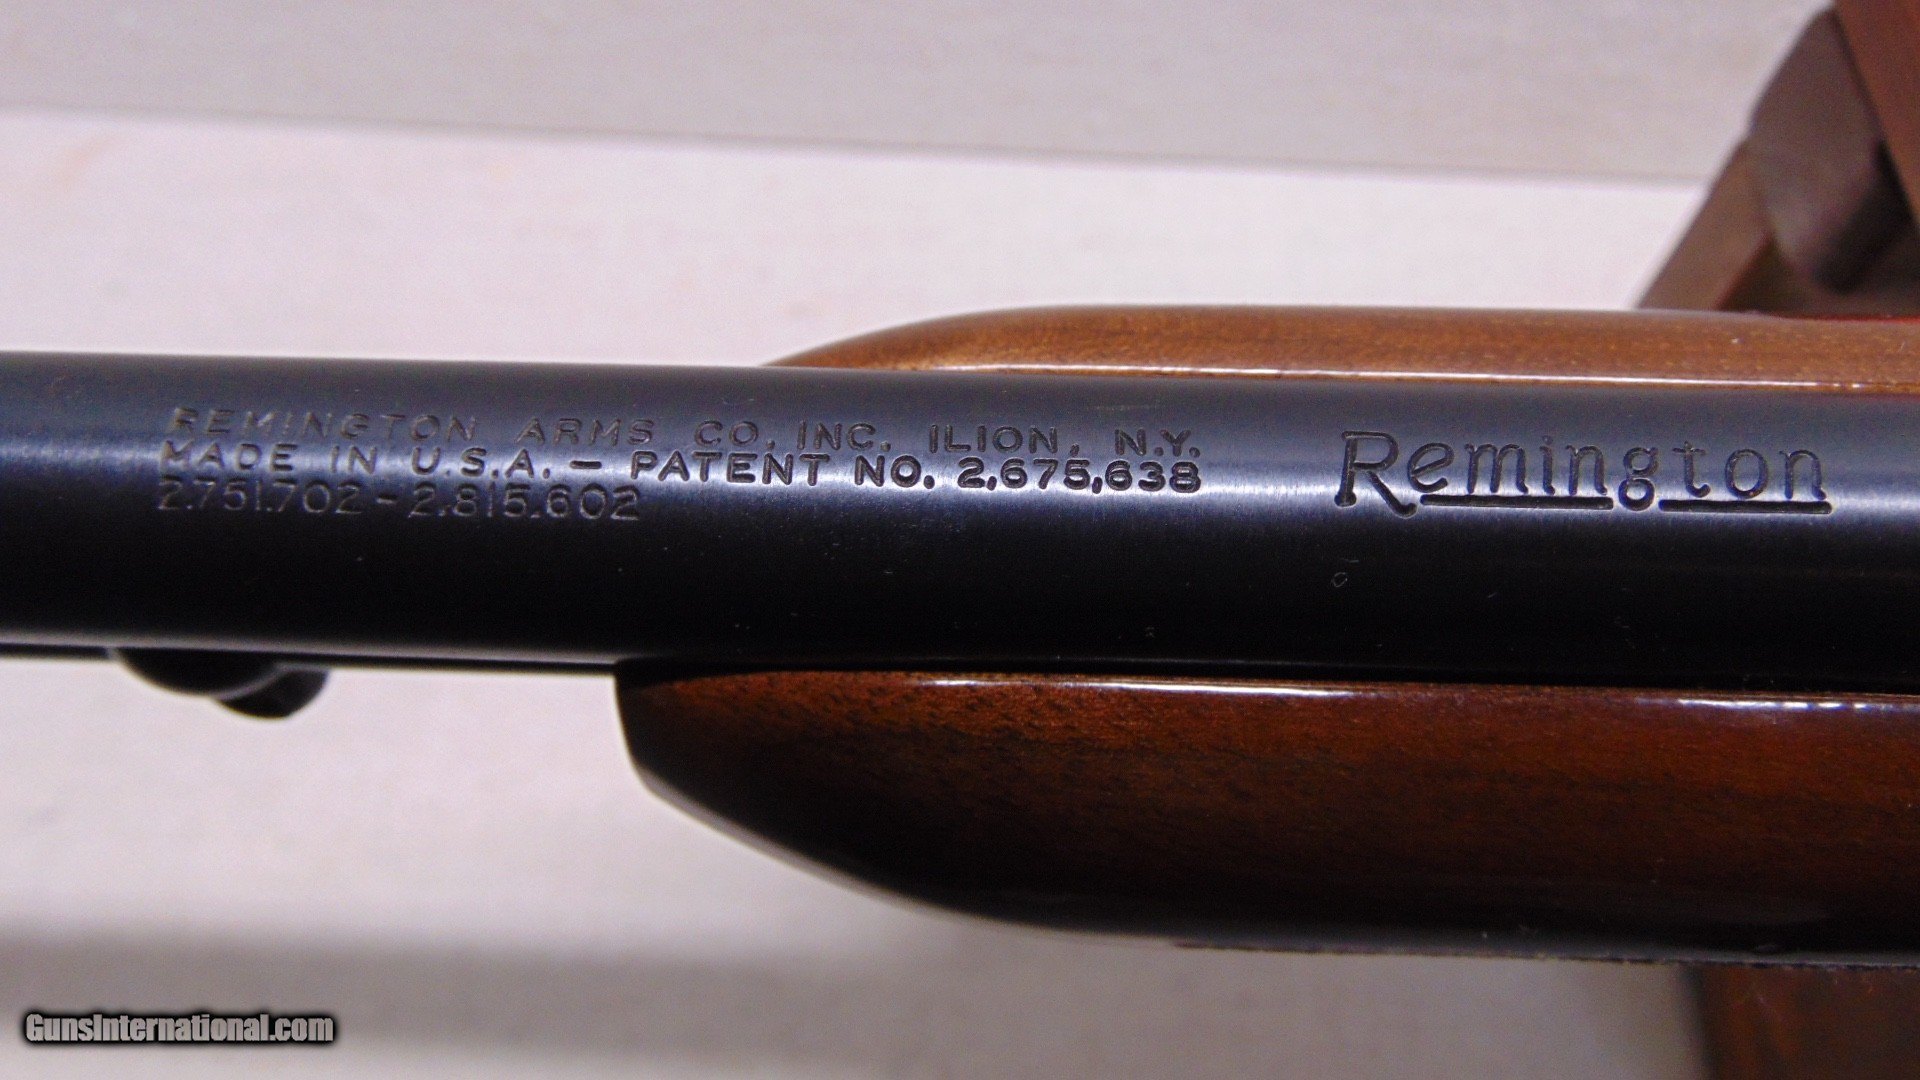 REMINGTON ARMS CO. INC. ILION, N.Y.
MADE IN U.S.A. – PATENT NO. 2,675,638
2,751,702 – 2,815,602
Remington
GunsInternational.com